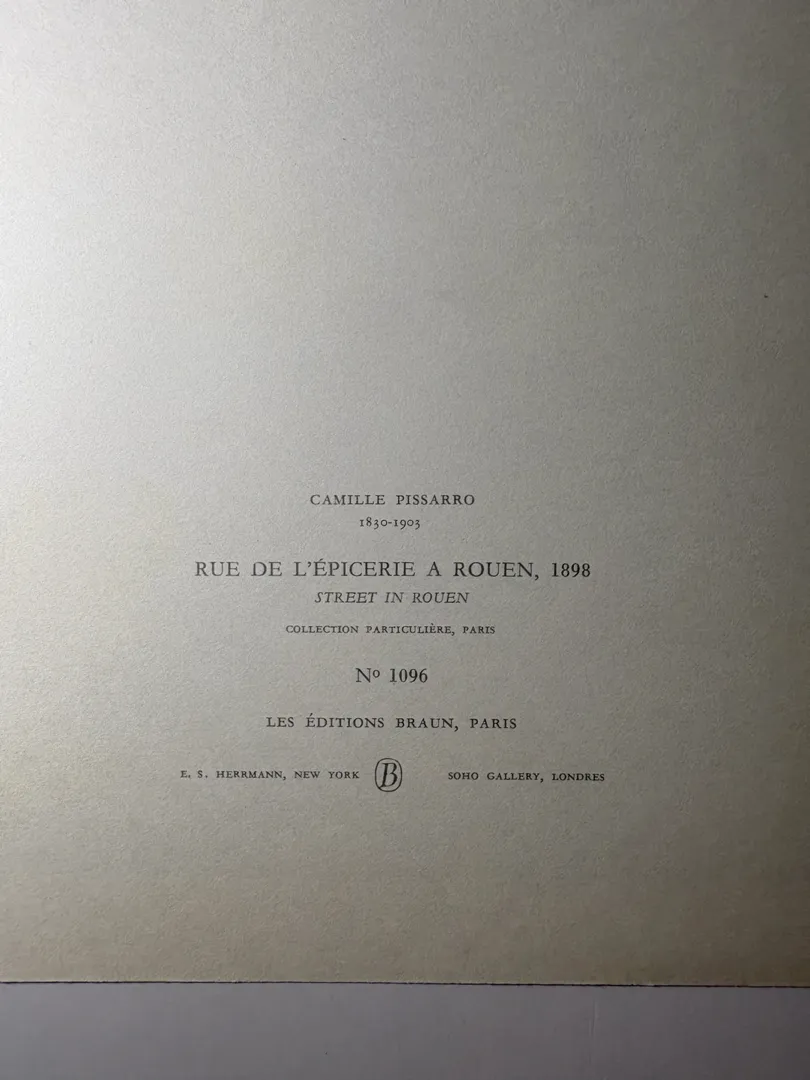 CAMILLE PISSARRO
1830-1903
RUE DE L'ÉPICERIE A ROUEN, 1898
STREET IN ROUEN
COLLECTION PARTICULIÈRE, PARIS
Nº 1096
LES ÉDITIONS BRAUN, PARIS
E. S. HERRMANN, NEW YORK B SOHO GALLERY, LONDRES